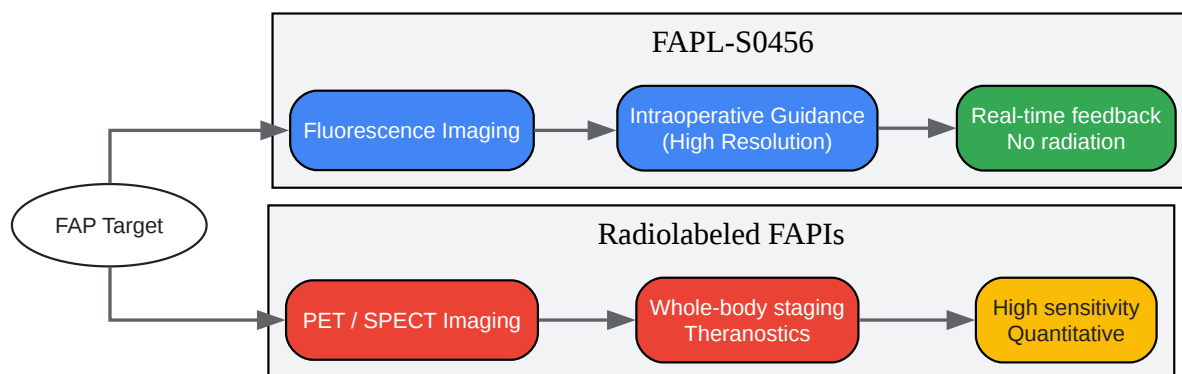 FAPL-S0456
Fluorescence Imaging
Intraoperative Guidance
(High Resolution)
Real-time feedback
No radiation
FAP Target
Radiolabeled FAPIs
PET / SPECT Imaging
Whole-body staging
Theranostics
High sensitivity
Quantitative